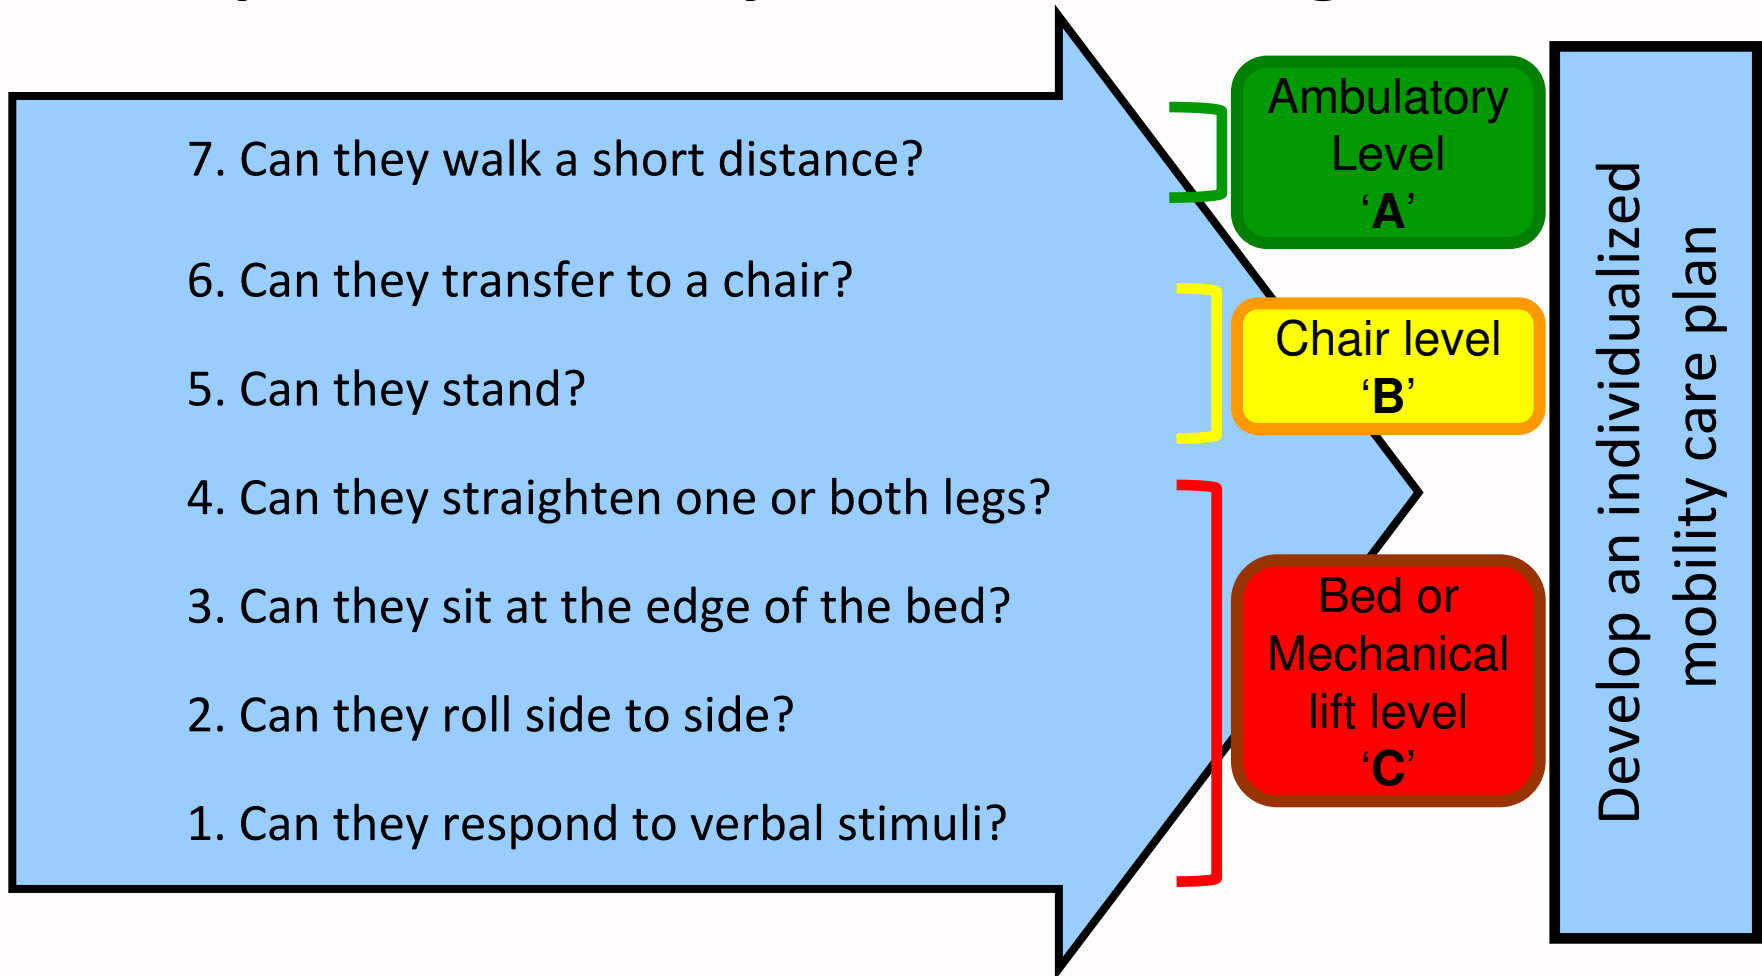 7. Can they walk a short distance?
6. Can they transfer to a chair?
5. Can they stand?
4. Can they straighten one or both legs?
3. Can they sit at the edge of the bed?
2. Can they roll side to side?
1. Can they respond to verbal stimuli?
Ambulatory
Level
‘A’
Chair level
‘B’
Bed or
Mechanical
lift level
‘C’
Develop an individualized
mobility care plan